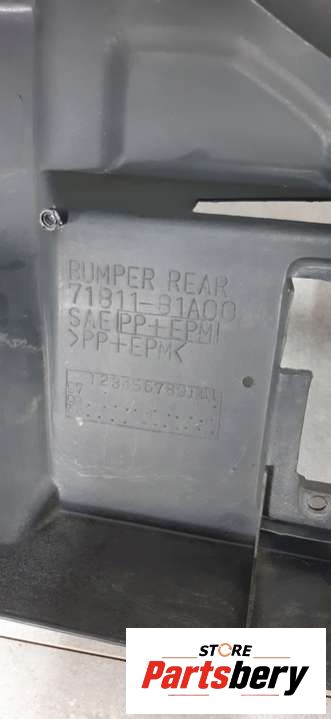 BUMPER REAR
71811-81A00
SAE|PP+EPM|
>PP+EPM<
STORE
Partsbery